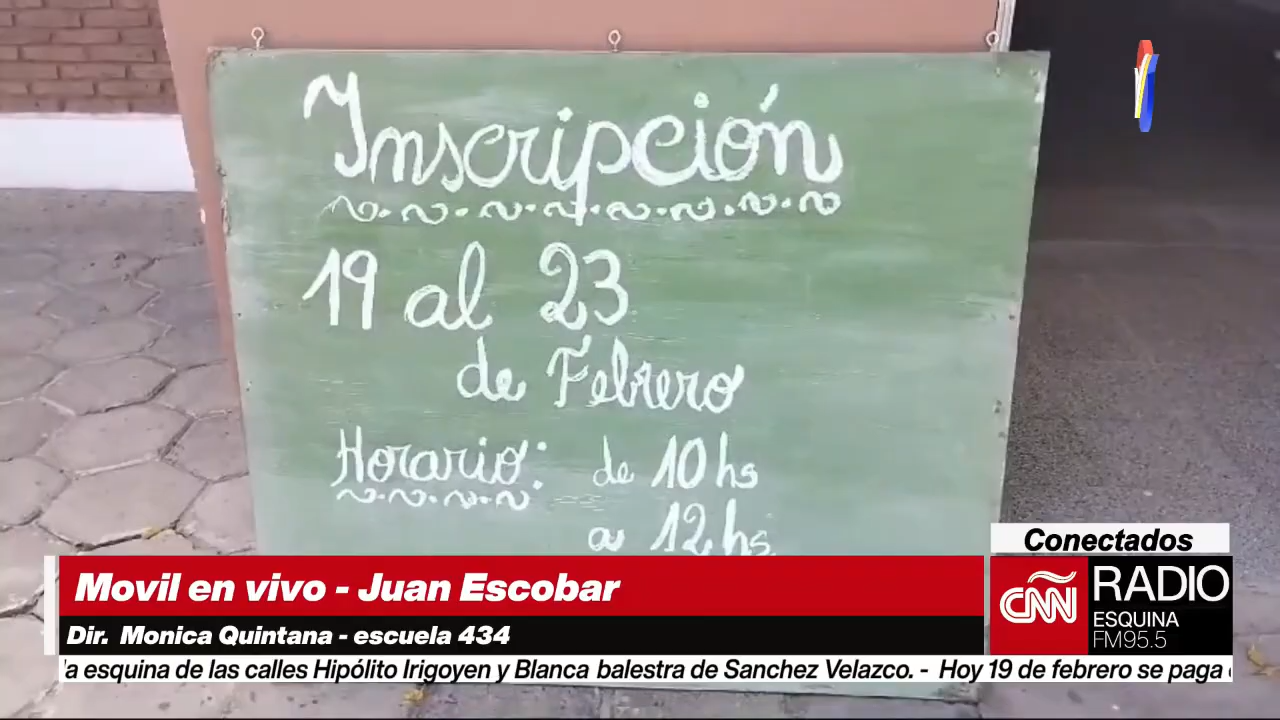 Inscripción
19 al 23
de Febrero
Horario: de 10 hs
a 12 hs
Conectados
Movil en vivo - Juan Escobar
CNN RADIO
ESQUINA
FM95.5
Dir. Monica Quintana - escuela 434
la esquina de las calles Hipólito Irigoyen y Blanca balestra de Sanchez Velazco. - Hoy 19 de febrero se paga